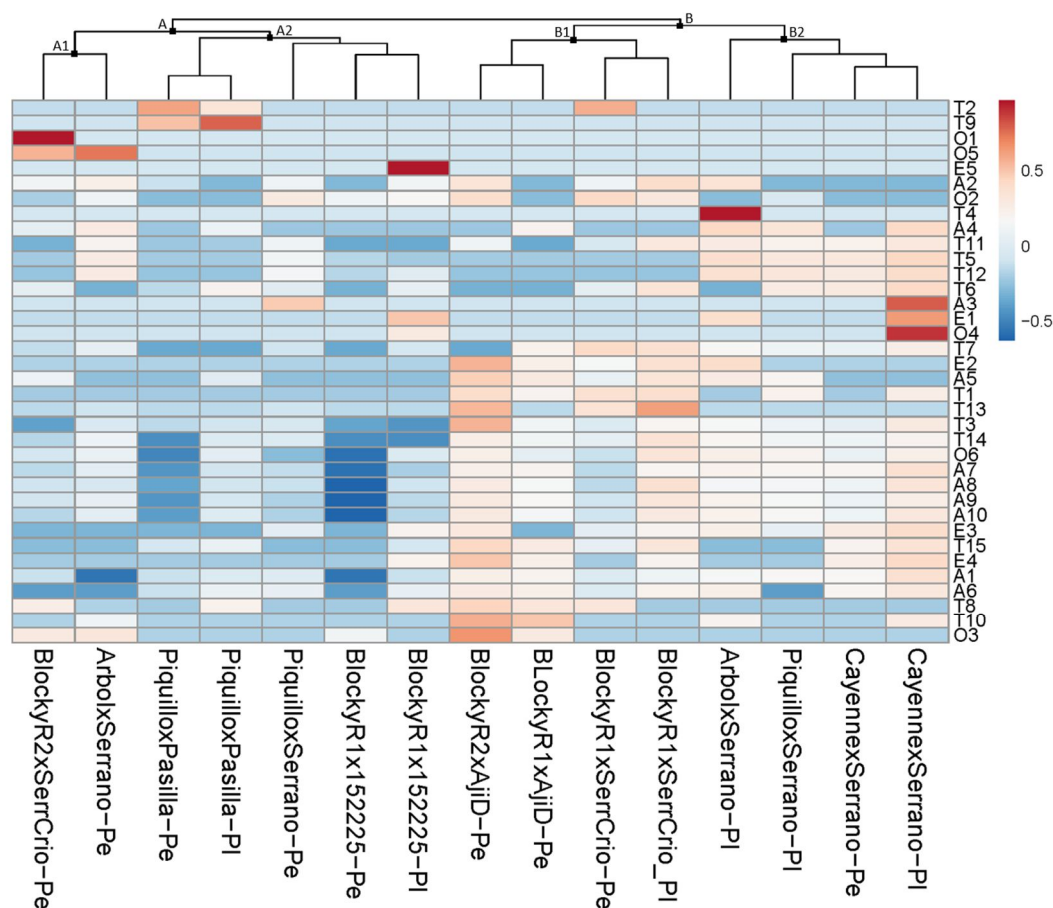 A
B
A1
A2
B1
B2
T2
T9
O1
O5
E5
A2
O2
T4
A4
T11
T5
T12
T6
A3
E1
O4
T7
E2
A5
T1
T13
T3
T14
O6
A7
A8
A9
A10
E3
T15
E4
A1
A6
T8
T10
O3
0.5
0
−0.5
BlockyR2xSerrCrio−Pe
ArbolxSerrano−Pe
PiquilloxPasilla−Pe
PiquilloxPasilla−Pl
PiquilloxSerrano−Pe
BlockyR1x152225−Pe
BlockyR1x152225−Pl
BlockyR2xAjiD−Pe
BLockyR1xAjiD−Pe
BlockyR1xSerrCrio−Pe
BlockyR1xSerrCrio_Pl
ArbolxSerrano−Pl
PiquilloxSerrano−Pl
CayennexSerrano−Pe
CayennexSerrano−Pl